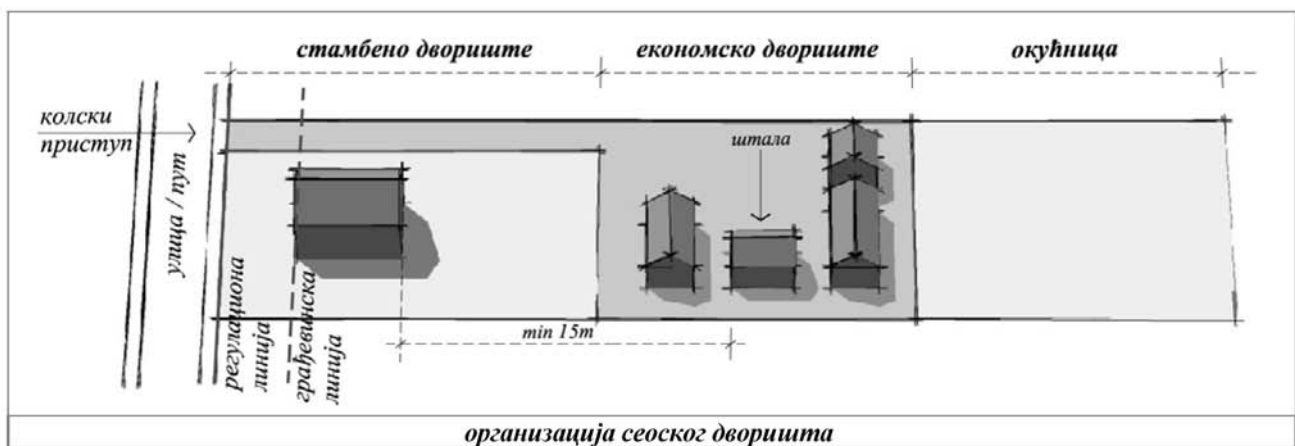 стамбено двориште
економско двориште
окућница
колски
приступ
штала
улица / пут
регулациона
линија
грађевинска
линија
min 15m
организација сеоског дворишта